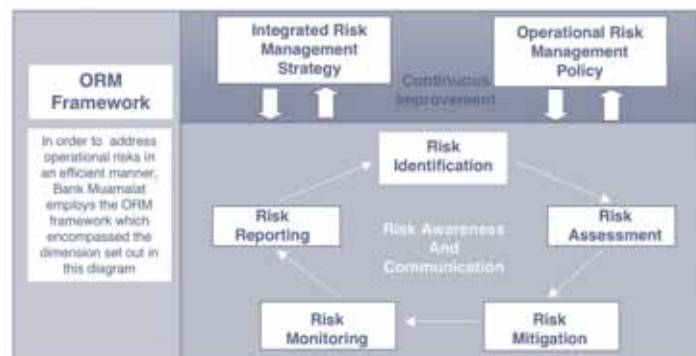 ORM
Framework
In order to address
operational risks in
an efficient manner,
Bank Muamalat
employs the ORM
framework which
encompassed the
dimension set out in
this diagram
Integrated Risk
Management
Strategy
Operational Risk
Management
Policy
Continuous
Improvement
Risk
Identification
Risk
Reporting
Risk Awareness
And
Communication
Risk
Assessment
Risk
Monitoring
Risk
Mitigation